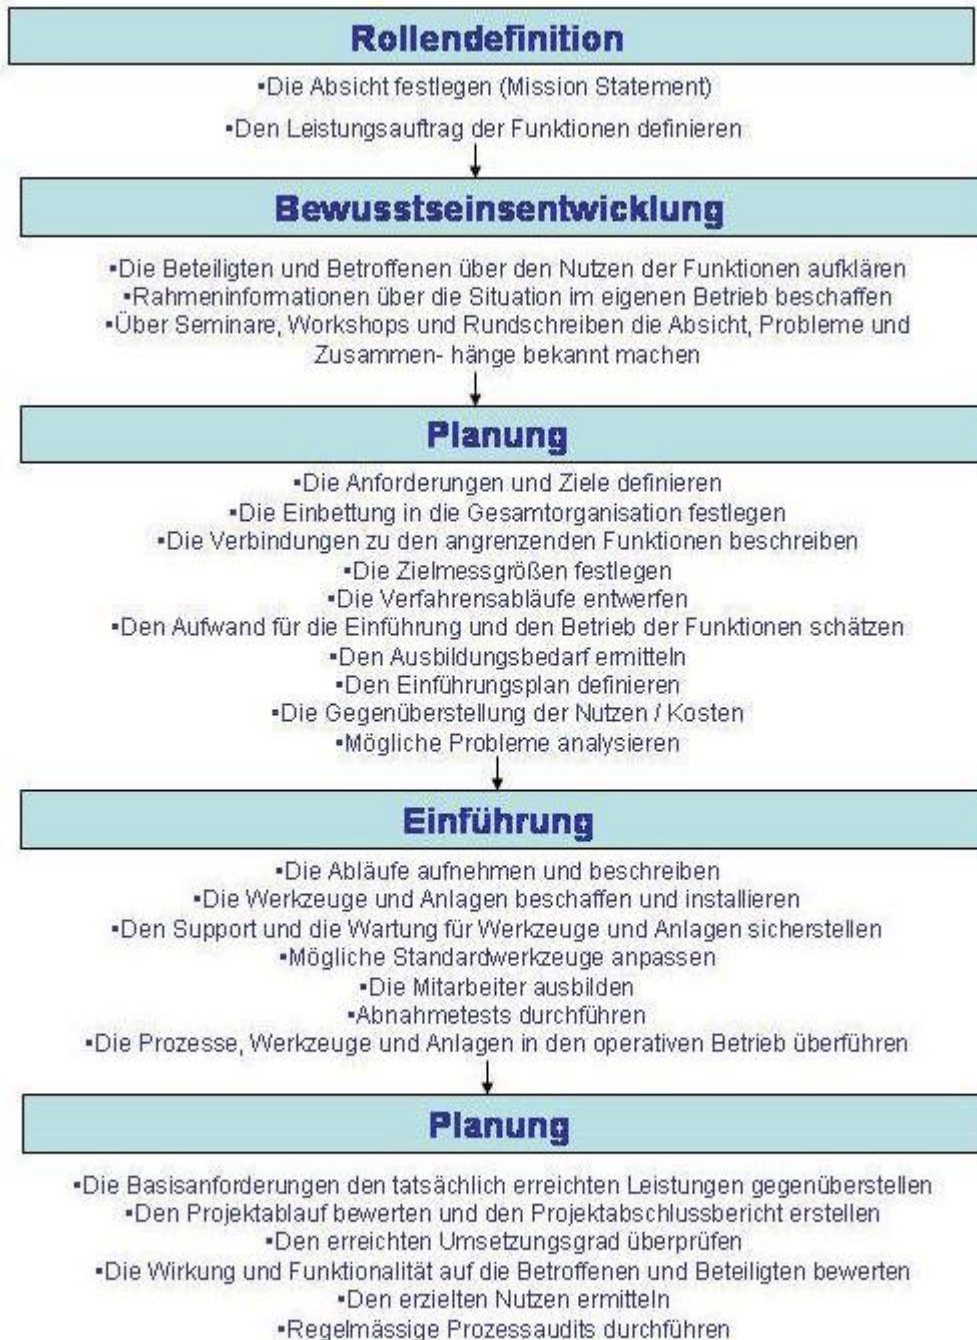 Rollendefinition
▪Die Absicht festlegen (Mission Statement)
▪Den Leistungsauftrag der Funktionen definieren
Bewusstseinsentwicklung
▪Die Beteiligten und Betroffenen über den Nutzen der Funktionen aufklären
▪Rahmeninformationen über die Situation im eigenen Betrieb beschaffen
▪Über Seminare, Workshops und Rundschreiben die Absicht, Probleme und
Zusammen- hänge bekannt machen
Planung
▪Die Anforderungen und Ziele definieren
▪Die Einbettung in die Gesamtorganisation festlegen
▪Die Verbindungen zu den angrenzenden Funktionen beschreiben
▪Die Zielmessgrößen festlegen
▪Die Verfahrensabläufe entwerfen
▪Den Aufwand für die Einführung und den Betrieb der Funktionen schätzen
▪Den Ausbildungsbedarf ermitteln
▪Den Einführungsplan definieren
▪Die Gegenüberstellung der Nutzen / Kosten
▪Mögliche Probleme analysieren
Einführung
▪Die Abläufe aufnehmen und beschreiben
▪Die Werkzeuge und Anlagen beschaffen und installieren
▪Den Support und die Wartung für Werkzeuge und Anlagen sicherstellen
▪Mögliche Standardwerkzeuge anpassen
▪Die Mitarbeiter ausbilden
▪Abnahmetests durchführen
▪Die Prozesse, Werkzeuge und Anlagen in den operativen Betrieb überführen
Planung
▪Die Basisanforderungen den tatsächlich erreichten Leistungen gegenüberstellen
▪Den Projektablauf bewerten und den Projektabschlussbericht erstellen
▪Den erreichten Umsetzungsgrad überprüfen
▪Die Wirkung und Funktionalität auf die Betroffenen und Beteiligten bewerten
▪Den erzielten Nutzen ermitteln
▪Regelmässige Prozessaudits durchführen